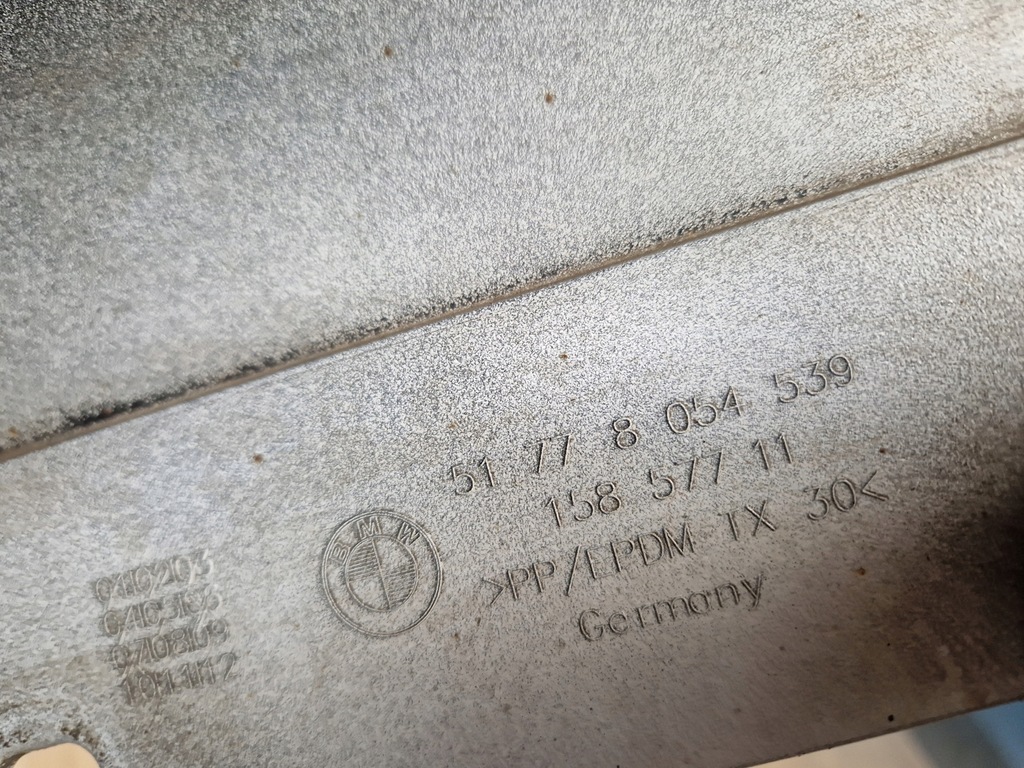 51 77 8 054 539
158 577 11
>PP/EPDM TX 30<
Germany
BMW